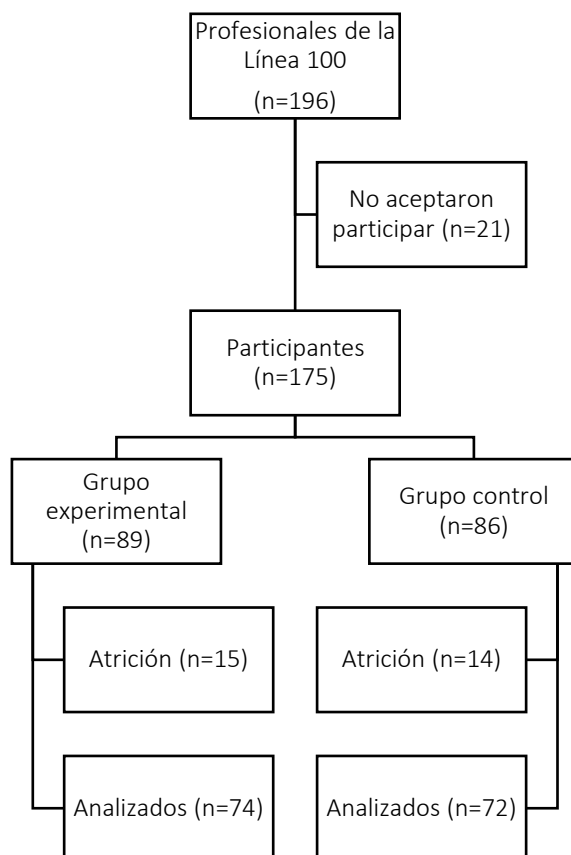 Profesionales de la
Línea 100
(n=196)
No aceptaron
participar (n=21)
Participantes
(n=175)
Grupo
experimental
(n=89)
Grupo control
(n=86)
Atrición (n=15)
Atrición (n=14)
Analizados (n=74)
Analizados (n=72)